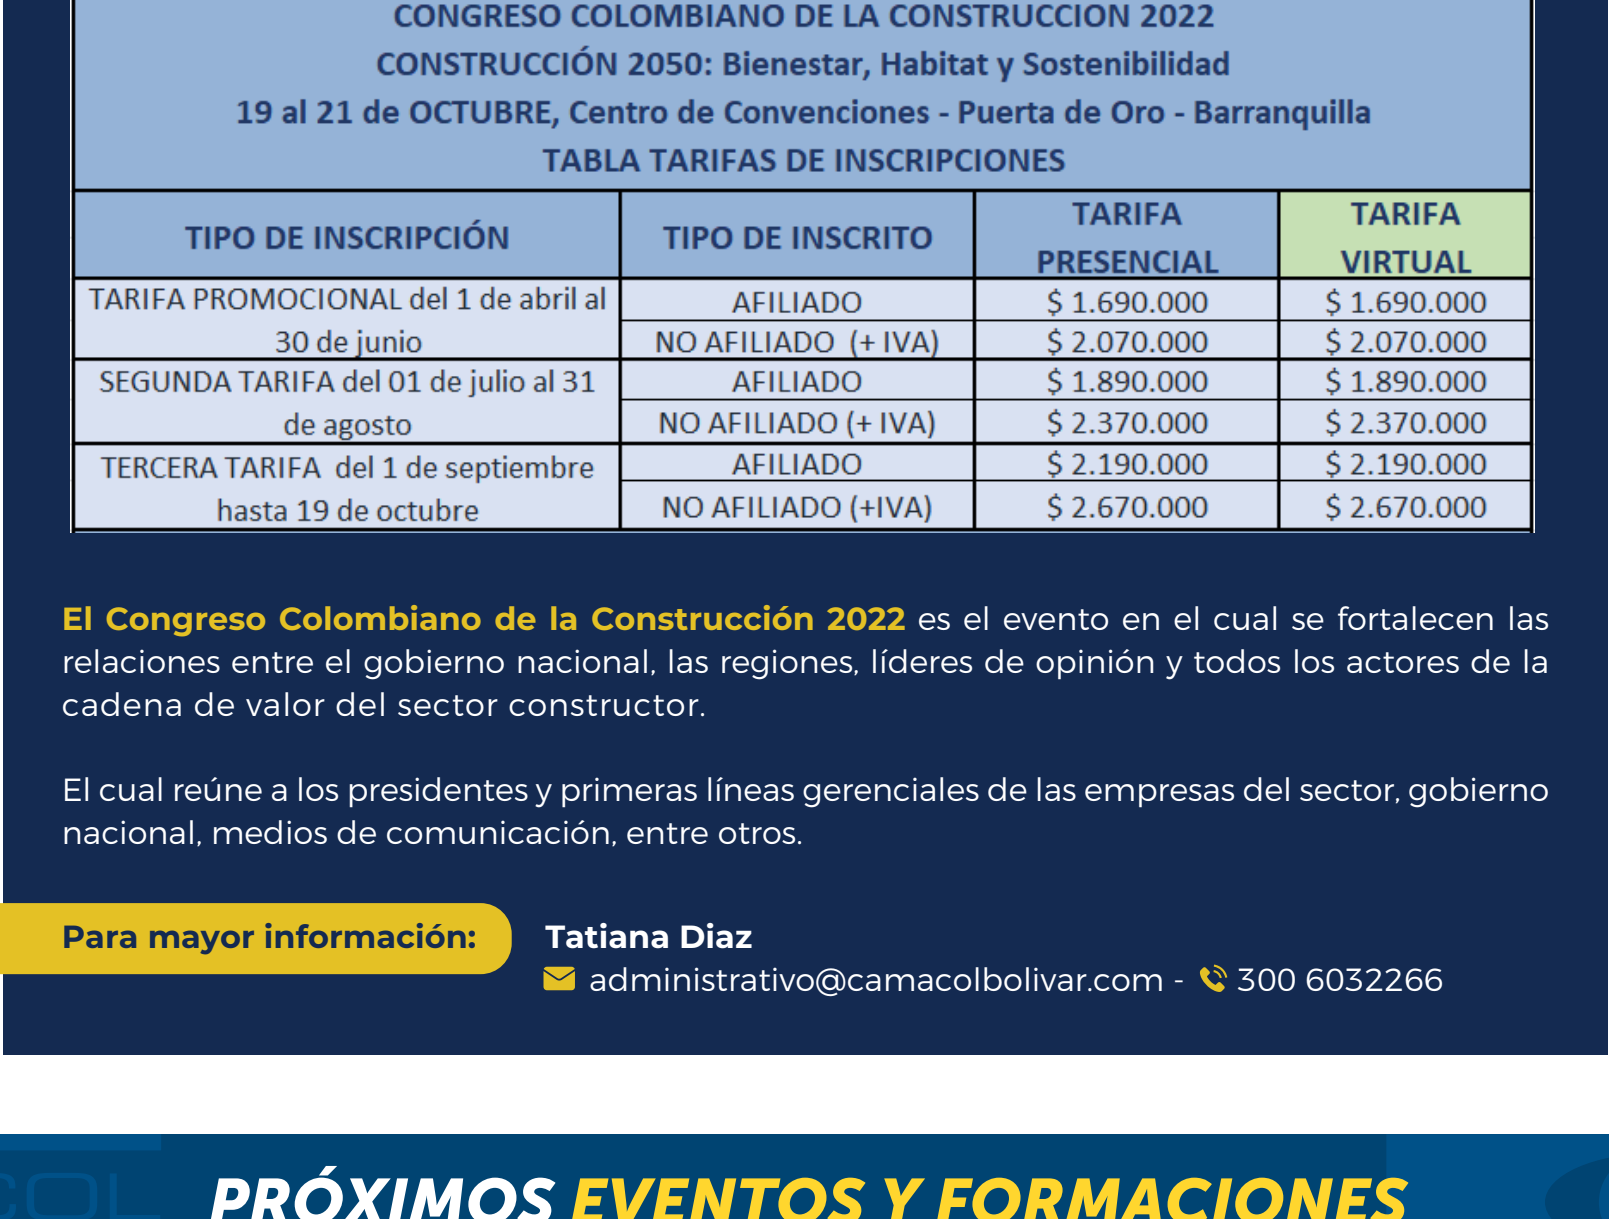 CONGRESO COLOMBIANO DE LA CONSTRUCCION 2022
CONSTRUCCIÓN 2050: Bienestar, Habitat y Sostenibilidad
19 al 21 de OCTUBRE, Centro de Convenciones - Puerta de Oro - Barranquilla
TABLA TARIFAS DE INSCRIPCIONES
TIPO DE INSCRIPCIÓN TIPO DE INSCRITO TARIFA PRESENCIAL TARIFA VIRTUAL
TARIFA PROMOCIONAL del 1 de abril al 30 de junio AFILIADO $ 1.690.000 $ 1.690.000
NO AFILIADO (+ IVA) $ 2.070.000 $ 2.070.000
SEGUNDA TARIFA del 01 de julio al 31 de agosto AFILIADO $ 1.890.000 $ 1.890.000
NO AFILIADO (+ IVA) $ 2.370.000 $ 2.370.000
TERCERA TARIFA del 1 de septiembre hasta 19 de octubre AFILIADO $ 2.190.000 $ 2.190.000
NO AFILIADO (+IVA) $ 2.670.000 $ 2.670.000
El Congreso Colombiano de la Construcción 2022 es el evento en el cual se fortalecen las
relaciones entre el gobierno nacional, las regiones, líderes de opinión y todos los actores de la
cadena de valor del sector constructor.
El cual reúne a los presidentes y primeras líneas gerenciales de las empresas del sector, gobierno
nacional, medios de comunicación, entre otros.
Para mayor información: Tatiana Diaz
administrativo@camacolbolivar.com - 300 6032266
COL
PRÓXIMOS EVENTOS Y FORMACIONES